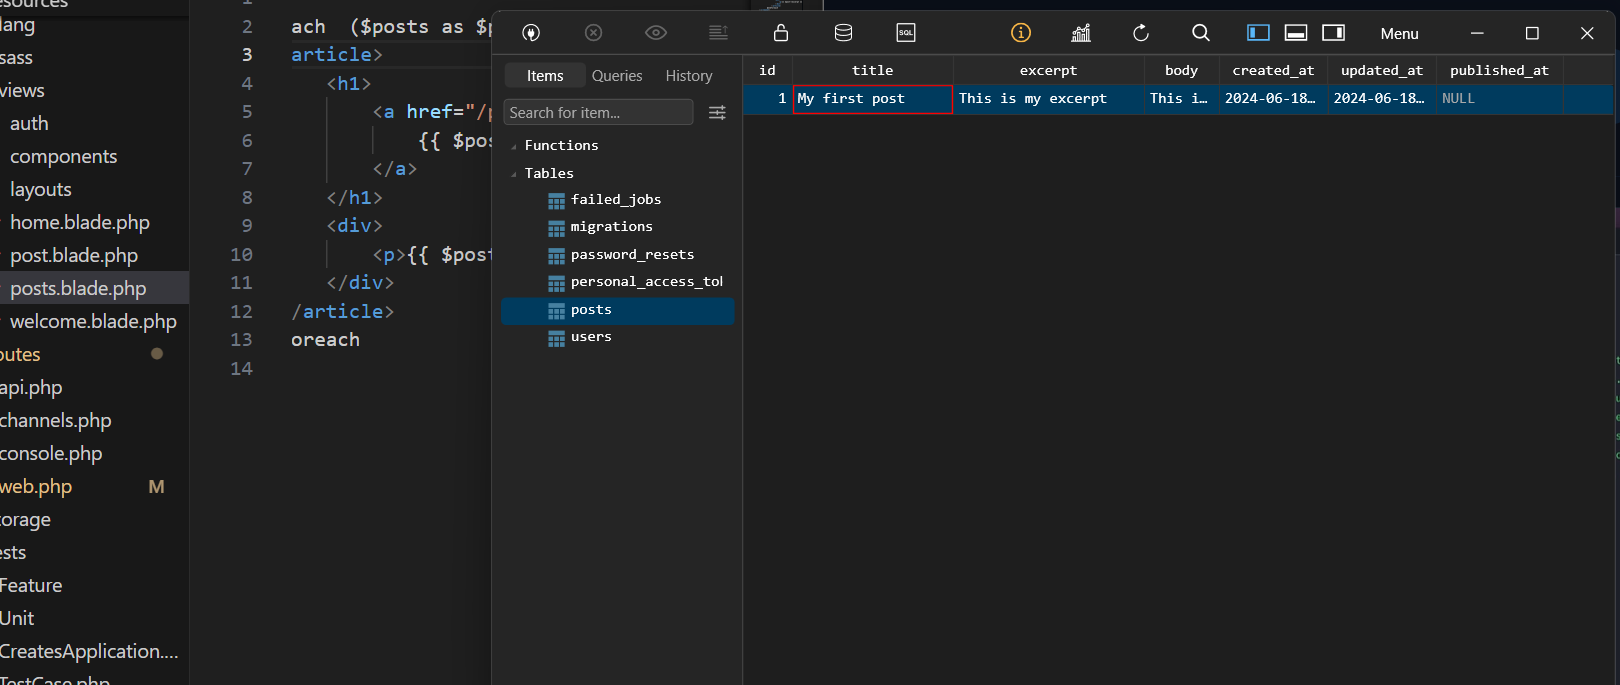 esources
lang
sass
views
auth
components
layouts
home.blade.php
post.blade.php
posts.blade.php
welcome.blade.php
outes
api.php
channels.php
console.php
web.php M
torage
ests
Feature
Unit
CreatesApplication....
TestCase.php
1
2 ach ($posts as $p
3 article>
4 <h1>
5 <a href="/p
6 {{ $pos
7 </a>
8 </h1>
9 <div>
10 <p>{{ $post
11 </div>
12 /article>
13 oreach
14
SQL
Menu
Items Queries History
Search for item...
Functions
Tables
failed_jobs
migrations
password_resets
personal_access_tol
posts
users
id title excerpt body created_at updated_at published_at
1 My first post This is my excerpt This i... 2024-06-18... 2024-06-18... NULL